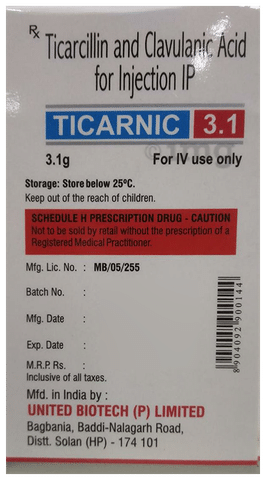 Rx Ticarcillin and Clavulanic Acid
for Injection IP
TICARNIC 3.1
3.1g For IV use only
Storage: Store below 25°C.
Keep out of the reach of children.
SCHEDULE H PRESCRIPTION DRUG - CAUTION
Not to be sold by retail without the prescription of a
Registered Medical Practitioner.
Mfg. Lic. No. : MB/05/255
Batch No. :
Mfg. Date :
Exp. Date :
M.R.P. Rs. :
Inclusive of all taxes.
Mfd. in India by :
UNITED BIOTECH (P) LIMITED
Bagbania, Baddi-Nalagarh Road,
Distt. Solan (HP) - 174 101
8904092900144
1mg